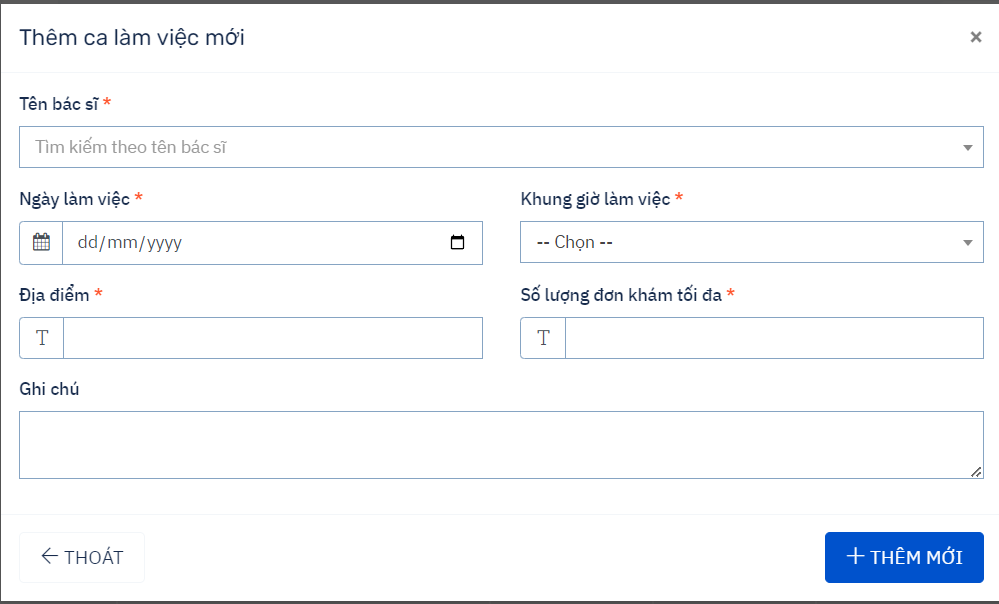 Thêm ca làm việc mới ×
Tên bác sĩ *
Tìm kiếm theo tên bác sĩ
Ngày làm việc * Khung giờ làm việc *
dd/mm/yyyy -- Chọn --
Địa điểm * Số lượng đơn khám tối đa *
T T
Ghi chú
← THOÁT + THÊM MỚI